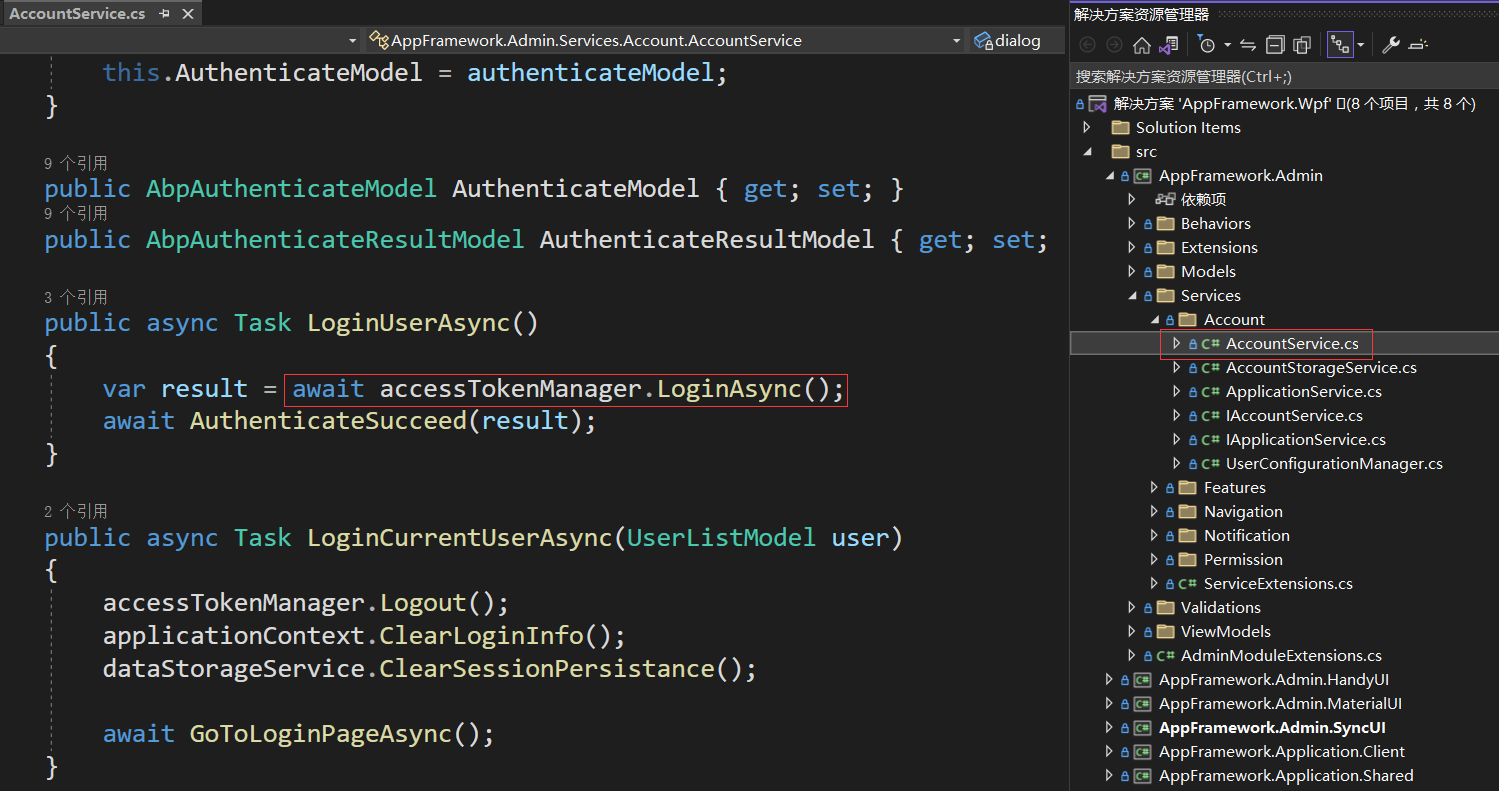 AccountService.cs
AppFramework.Admin.Services.Account.AccountService
dialog
this.AuthenticateModel = authenticateModel;
}
9 个引用
public AbpAuthenticateModel AuthenticateModel { get; set; }
9 个引用
public AbpAuthenticateResultModel AuthenticateResultModel { get; set;
3 个引用
public async Task LoginUserAsync()
{
var result = await accessTokenManager.LoginAsync();
await AuthenticateSucceed(result);
}
2 个引用
public async Task LoginCurrentUserAsync(UserListModel user)
{
accessTokenManager.Logout();
applicationContext.ClearLoginInfo();
dataStorageService.ClearSessionPersistance();
await GoToLoginPageAsync();
}
解决方案资源管理器
搜索解决方案资源管理器(Ctrl+;)
解决方案 'AppFramework.Wpf' (8 个项目，共 8 个)
Solution Items
src
AppFramework.Admin
依赖项
Behaviors
Extensions
Models
Services
Account
C# AccountService.cs
C# AccountStorageService.cs
C# ApplicationService.cs
C# IAccountService.cs
C# IApplicationService.cs
C# UserConfigurationManager.cs
Features
Navigation
Notification
Permission
C# ServiceExtensions.cs
Validations
ViewModels
C# AdminModuleExtensions.cs
AppFramework.Admin.HandyUI
AppFramework.Admin.MaterialUI
AppFramework.Admin.SyncUI
AppFramework.Application.Client
AppFramework.Application.Shared